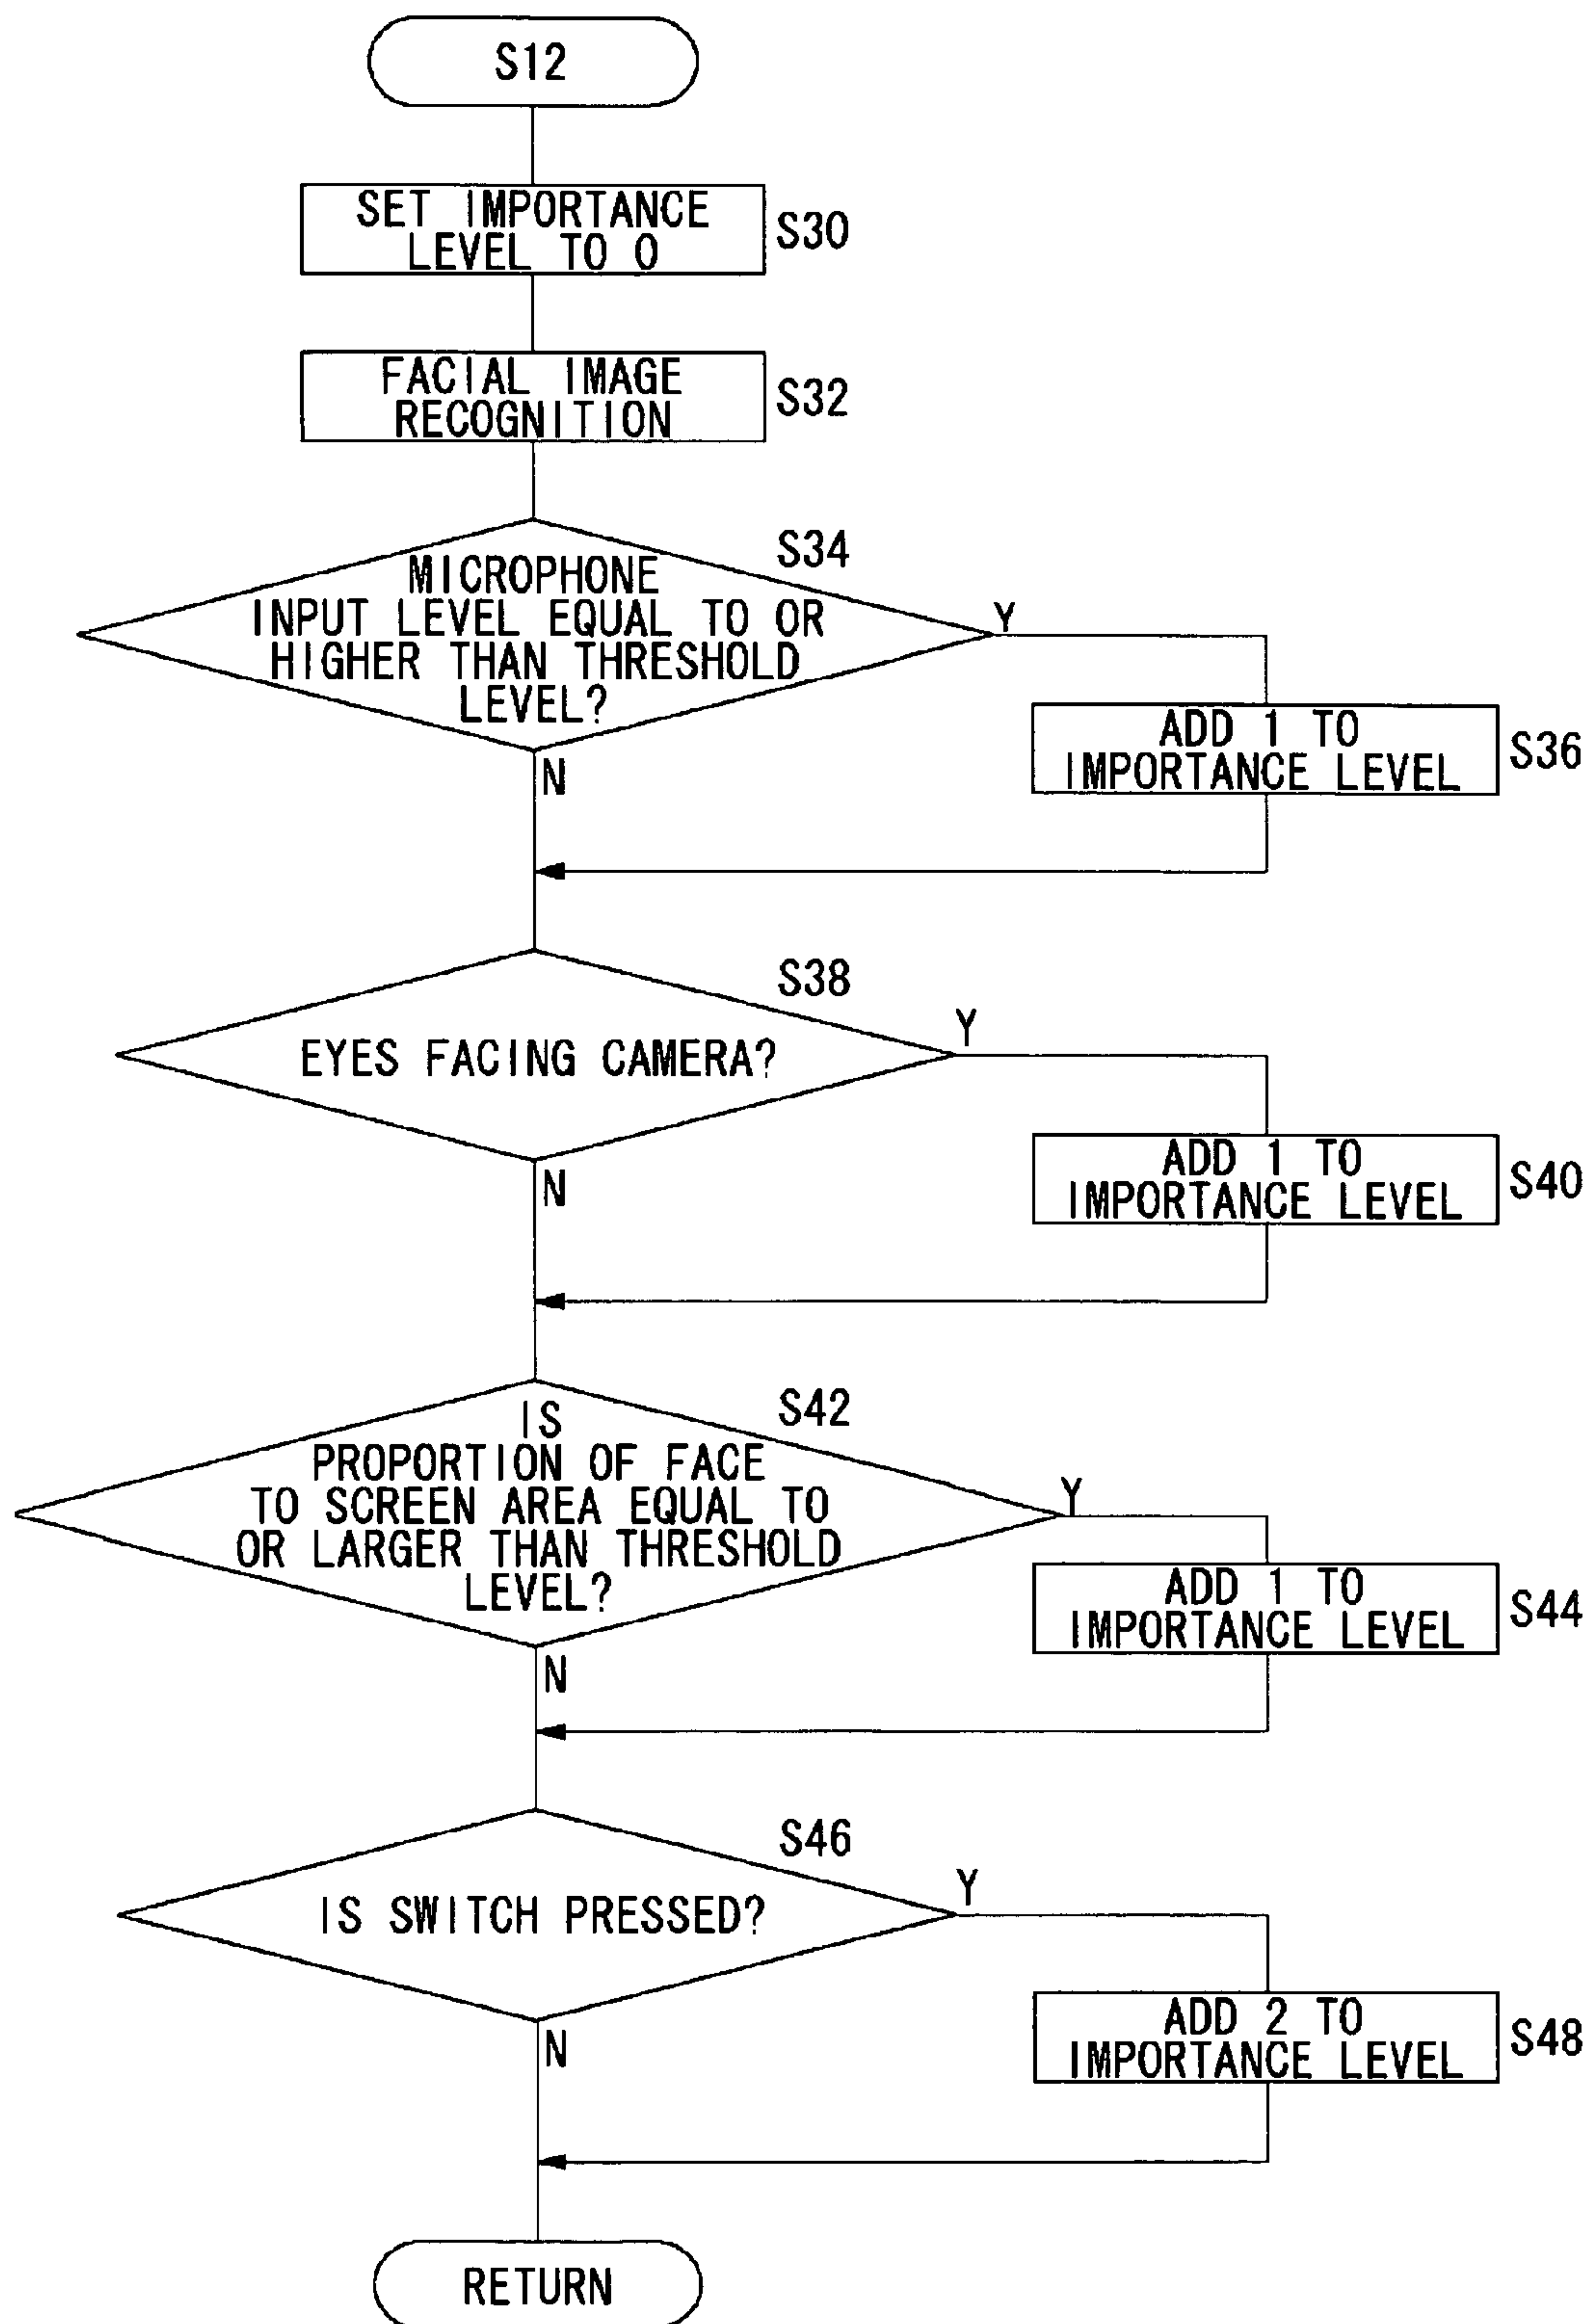 S12
SET IMPORTANCE
LEVEL TO 0
S30
FACIAL IMAGE
RECOGNITION
S32
S34
MICROPHONE
INPUT LEVEL EQUAL TO OR
HIGHER THAN THRESHOLD
LEVEL?
Y
N
ADD 1 TO
IMPORTANCE LEVEL
S36
S38
EYES FACING CAMERA?
Y
N
ADD 1 TO
IMPORTANCE LEVEL
S40
S42
IS
PROPORTION OF FACE
TO SCREEN AREA EQUAL TO
OR LARGER THAN THRESHOLD
LEVEL?
Y
N
ADD 1 TO
IMPORTANCE LEVEL
S44
S46
IS SWITCH PRESSED?
Y
N
ADD 2 TO
IMPORTANCE LEVEL
S48
RETURN